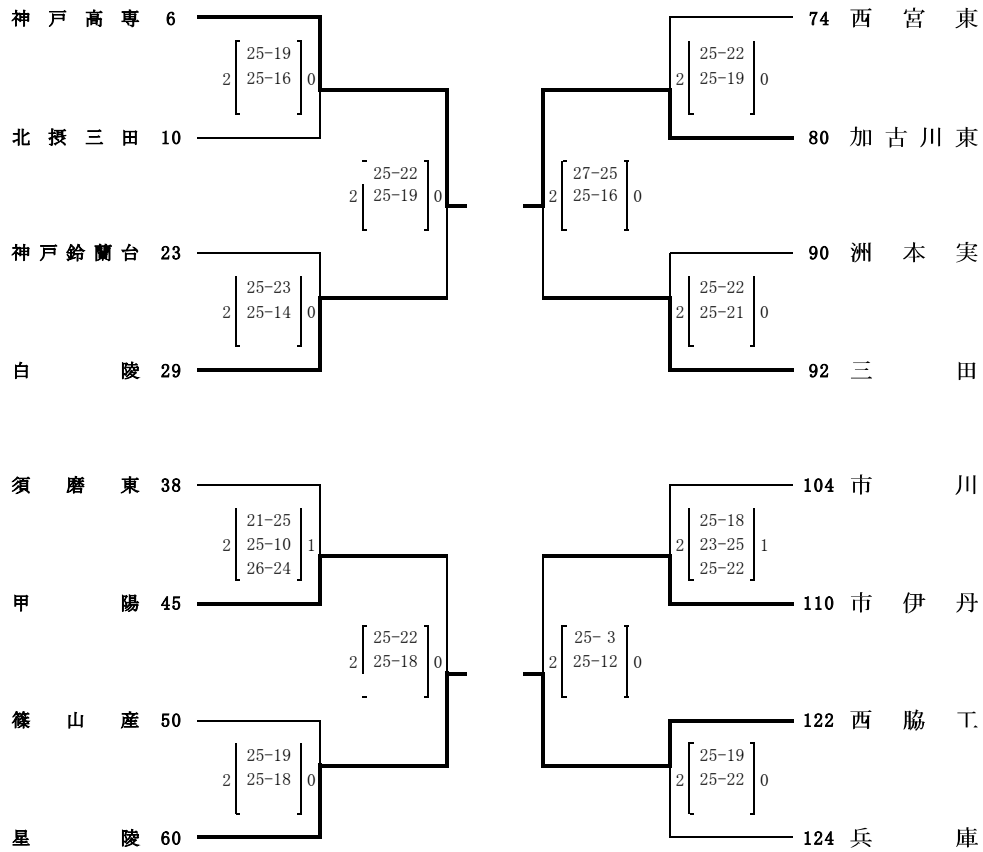 神戸高専 6
25-19
2 25-16 0
北摂三田 10
25-22
2 25-19 0
神戸鈴蘭台 23
25-23
2 25-14 0
白陵 29
74 西宮東
25-22
2 25-19 0
80 加古川東
27-25
2 25-16 0
90 洲本実
25-22
2 25-21 0
92 三田
須磨東 38
21-25
2 25-10 1
26-24
甲陽 45
25-22
2 25-18 0
篠山産 50
25-19
2 25-18 0
星陵 60
104 市川
25-18
2 23-25 1
25-22
110 市伊丹
25- 3
2 25-12 0
122 西脇工
25-19
2 25-22 0
124 兵庫